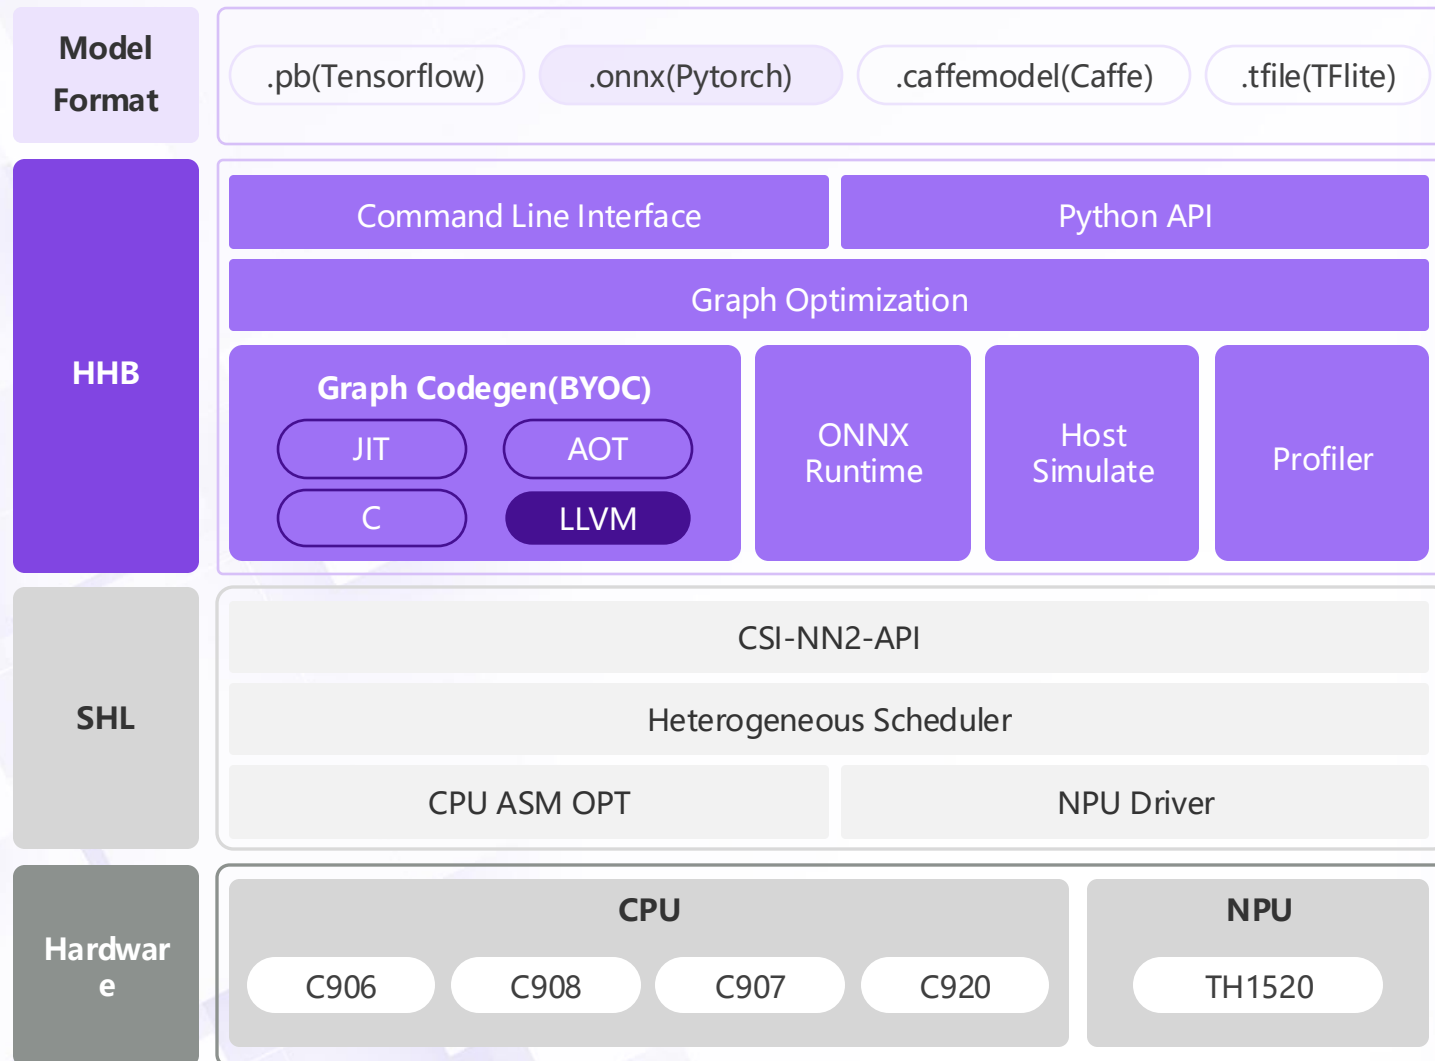 Model
Format
.pb(Tensorflow)
.onnx(Pytorch)
.caffemodel(Caffe)
.tfile(TFlite)
HHB
Command Line Interface
Python API
Graph Optimization
Graph Codegen(BYOC)
JIT
AOT
C
LLVM
ONNX
Runtime
Host
Simulate
Profiler
SHL
CSI-NN2-API
Heterogeneous Scheduler
CPU ASM OPT
NPU Driver
Hardwar
e
CPU
C906
C908
C907
C920
NPU
TH1520